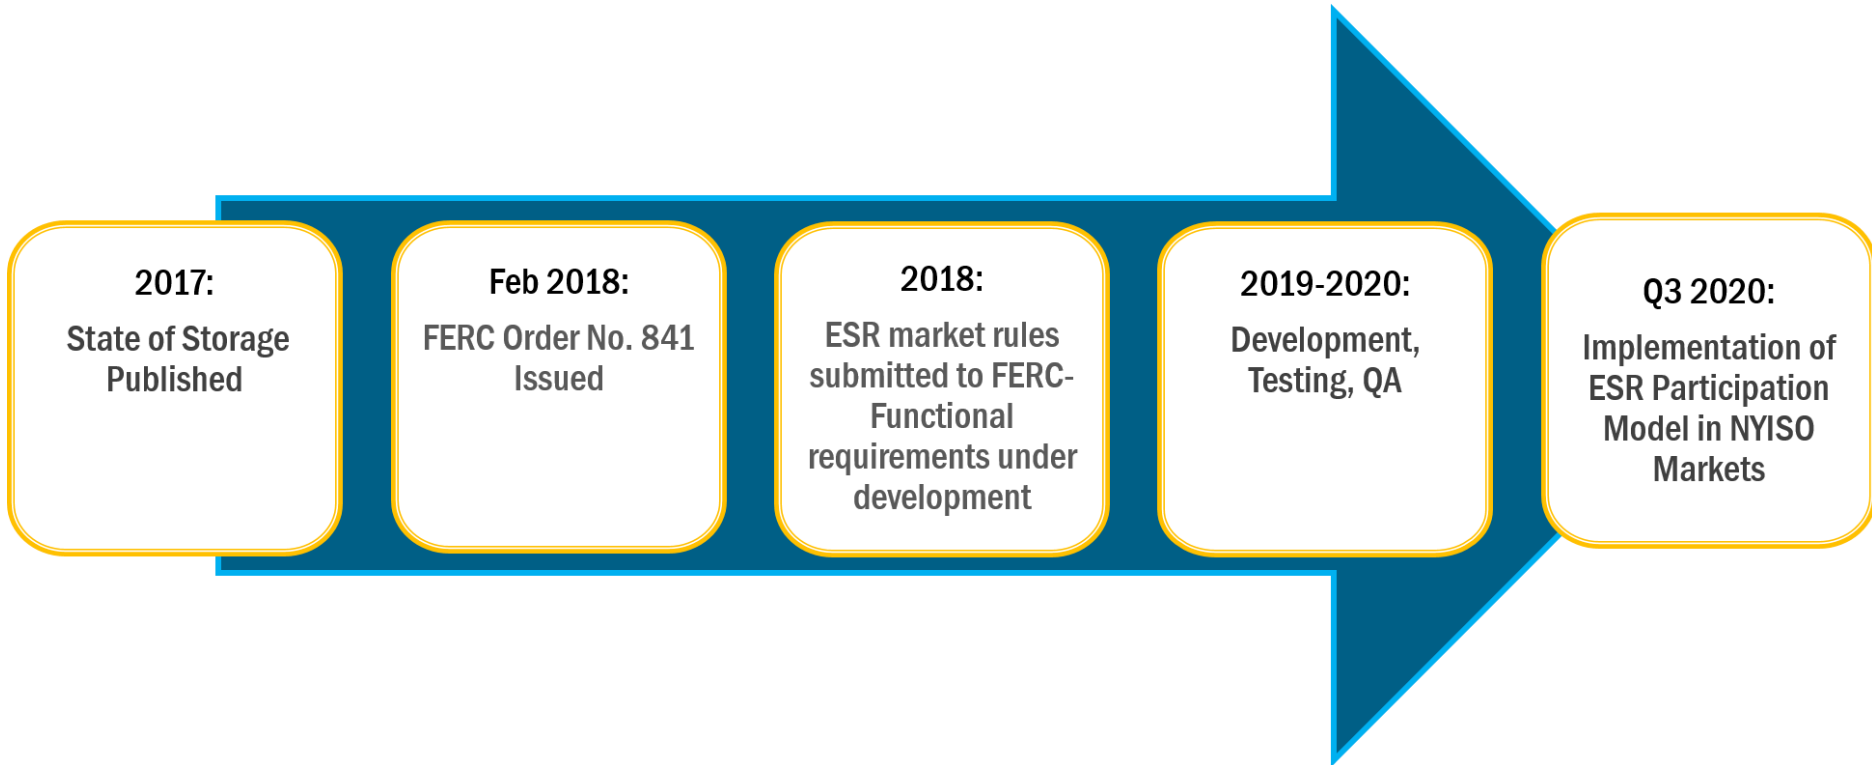 2017:
State of Storage
Published
Feb 2018:
FERC Order No. 841
Issued
2018:
ESR market rules
submitted to FERC-
Functional
requirements under
development
2019-2020:
Development,
Testing, QA
Q3 2020:
Implementation of
ESR Participation
Model in NYISO
Markets